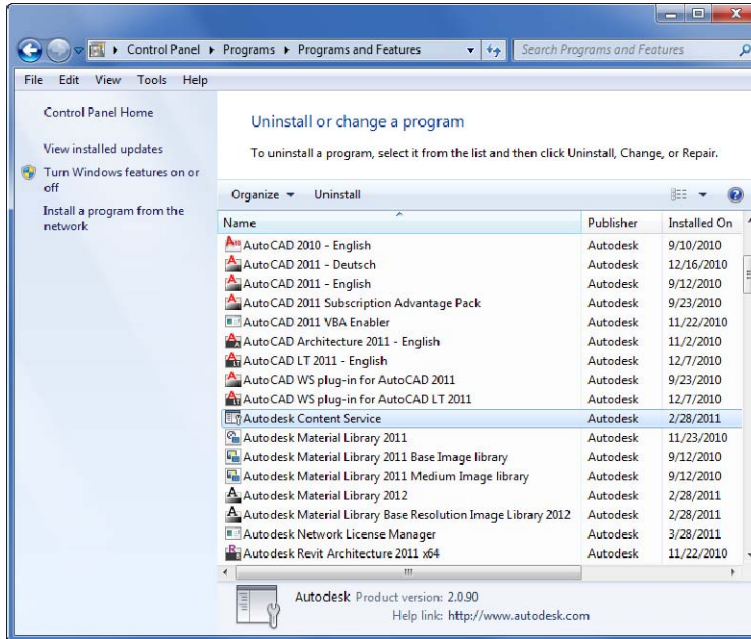 Control Panel ▸ Programs ▸ Programs and Features
Search Programs and Features
File Edit View Tools Help
Control Panel Home
View installed updates
Turn Windows features on or
off
Install a program from the
network
Uninstall or change a program
To uninstall a program, select it from the list and then click Uninstall, Change, or Repair.
Organize Uninstall
Name Publisher Installed On
AutoCAD 2010 - English Autodesk 9/10/2010
AutoCAD 2011 - Deutsch Autodesk 12/16/2010
AutoCAD 2011 - English Autodesk 9/12/2010
AutoCAD 2011 Subscription Advantage Pack Autodesk 9/23/2010
AutoCAD 2011 VBA Enabler Autodesk 11/22/2010
AutoCAD Architecture 2011 - English Autodesk 11/2/2010
AutoCAD LT 2011 - English Autodesk 12/7/2010
AutoCAD WS plug-in for AutoCAD 2011 Autodesk 9/23/2010
AutoCAD WS plug-in for AutoCAD LT 2011 Autodesk 12/7/2010
Autodesk Content Service Autodesk 2/28/2011
Autodesk Material Library 2011 Autodesk 11/23/2010
Autodesk Material Library 2011 Base Image library Autodesk 9/12/2010
Autodesk Material Library 2011 Medium Image library Autodesk 9/12/2010
Autodesk Material Library 2012 Autodesk 2/28/2011
Autodesk Material Library Base Resolution Image Library 2012 Autodesk 2/28/2011
Autodesk Network License Manager Autodesk 3/28/2011
Autodesk Revit Architecture 2011 x64 Autodesk 11/22/2010
Autodesk Product version: 2.0.90
Help link: http://www.autodesk.com